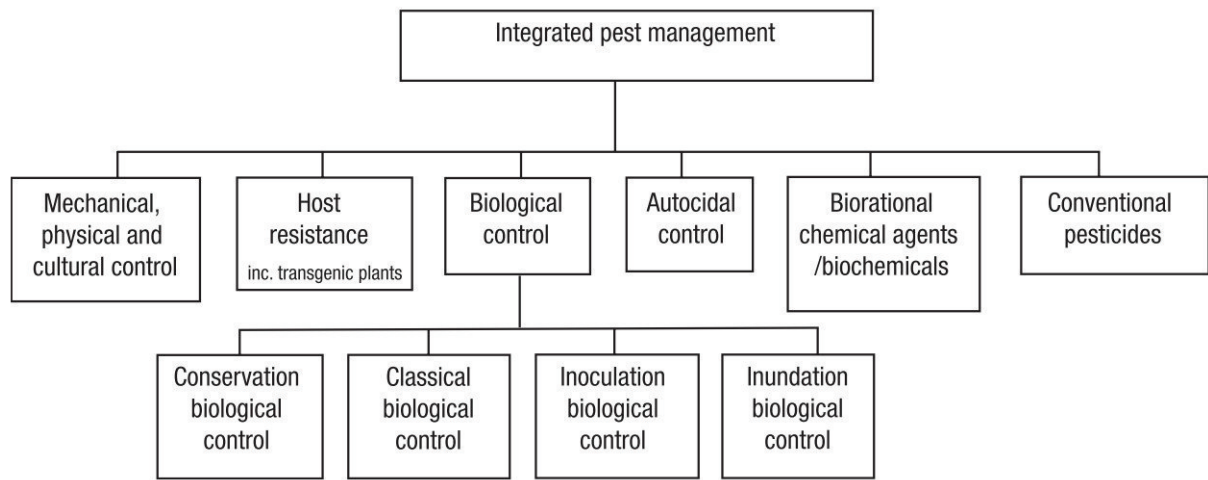 Integrated pest management
Mechanical,
physical and
cultural control
Host
resistance
inc. transgenic plants
Biological
control
Autocidal
control
Biorational
chemical agents
/biochemicals
Conventional
pesticides
Conservation
biological
control
Classical
biological
control
Inoculation
biological
control
Inundation
biological
control